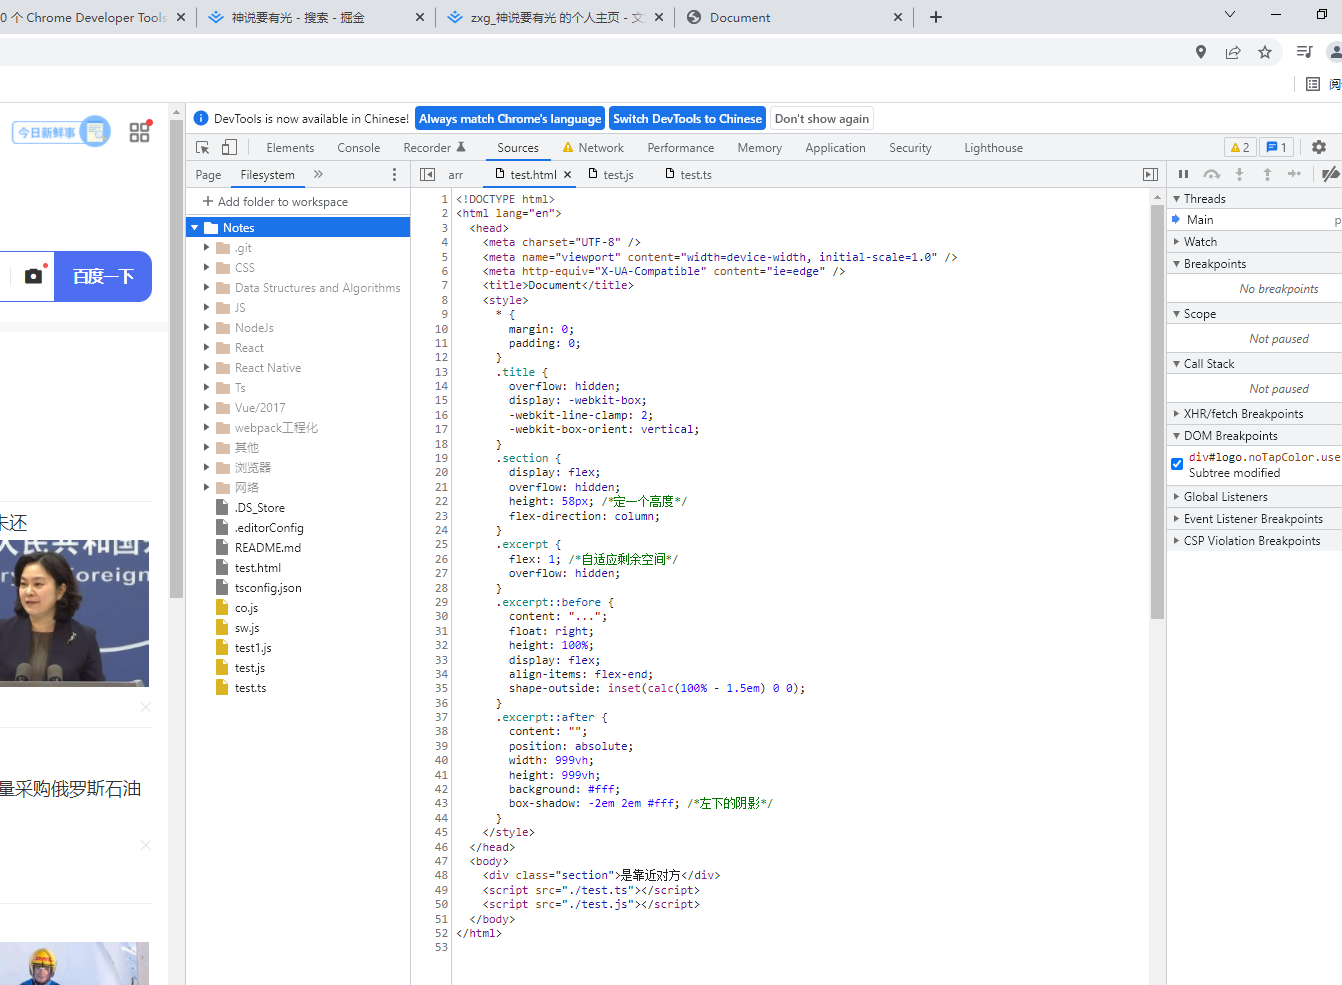 0 个 Chrome Developer Tools
神说要有光 - 搜索 - 掘金
zxg_神说要有光 的个人主页 - 文
Document
阅
今日新鲜事
DevTools is now available in Chinese!
Always match Chrome's language
Switch DevTools to Chinese
Don't show again
Elements Console Recorder Sources Network Performance Memory Application Security Lighthouse
2 1
Page Filesystem
arr test.html test.js test.ts
+ Add folder to workspace
Notes
.git
CSS
Data Structures and Algorithms
JS
NodeJs
React
React Native
Ts
Vue/2017
webpack工程化
其他
浏览器
网络
.DS_Store
.editorConfig
README.md
test.html
tsconfig.json
co.js
sw.js
test1.js
test.js
test.ts
百度一下
未还
人民共和国
ry Foreign
量采购俄罗斯石油
1 <!DOCTYPE html>
2 <html lang="en">
3 <head>
4 <meta charset="UTF-8" />
5 <meta name="viewport" content="width=device-width, initial-scale=1.0" />
6 <meta http-equiv="X-UA-Compatible" content="ie=edge" />
7 <title>Document</title>
8 <style>
9 * {
10 margin: 0;
11 padding: 0;
12 }
13 .title {
14 overflow: hidden;
15 display: -webkit-box;
16 -webkit-line-clamp: 2;
17 -webkit-box-orient: vertical;
18 }
19 .section {
20 display: flex;
21 overflow: hidden;
22 height: 58px; /*定一个高度*/
23 flex-direction: column;
24 }
25 .excerpt {
26 flex: 1; /*自适应剩余空间*/
27 overflow: hidden;
28 }
29 .excerpt::before {
30 content: "...";
31 float: right;
32 height: 100%;
33 display: flex;
34 align-items: flex-end;
35 shape-outside: inset(calc(100% - 1.5em) 0 0);
36 }
37 .excerpt::after {
38 content: "";
39 position: absolute;
40 width: 999vh;
41 height: 999vh;
42 background: #fff;
43 box-shadow: -2em 2em #fff; /*左下的阴影*/
44 }
45 </style>
46 </head>
47 <body>
48 <div class="section">是靠近对方</div>
49 <script src="./test.ts"></script>
50 <script src="./test.js"></script>
51 </body>
52 </html>
53
Threads
Main p
Watch
Breakpoints
No breakpoints
Scope
Not paused
Call Stack
Not paused
XHR/fetch Breakpoints
DOM Breakpoints
div#logo.noTapColor.use
Subtree modified
Global Listeners
Event Listener Breakpoints
CSP Violation Breakpoints